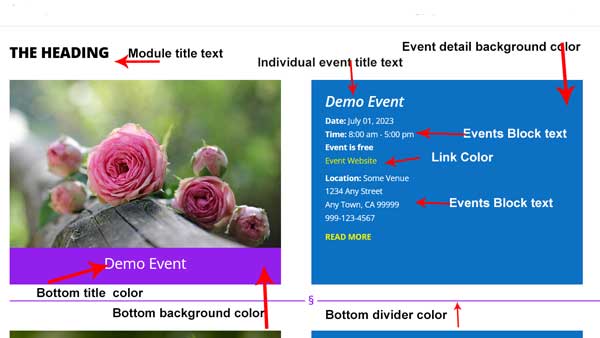 THE HEADING
Module title text
Event detail background color
Individual event title text
Demo Event
Date: July 01, 2023
Time: 8:00 am - 5:00 pm
Events Block text
Event is free
Event Website
Link Color
Location: Some Venue
1234 Any Street
Any Town, CA 99999
Events Block text
999-123-4567
READ MORE
Demo Event
Bottom title color
§
Bottom background color
Bottom divider color